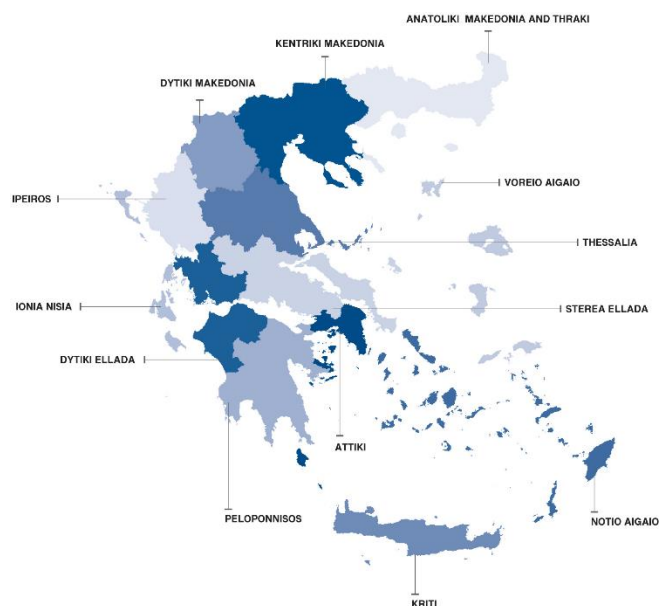 ANATOLIKI MAKEDONIA AND THRAKI
KENTRIKI MAKEDONIA
DYTIKI MAKEDONIA
VOREIO AIGAIO
IPEIROS
THESSALIA
IONIA NISIA
STEREA ELLADA
DYTIKI ELLADA
ATTIKI
PELOPONNISOS
NOTIO AIGAIO
KRITI